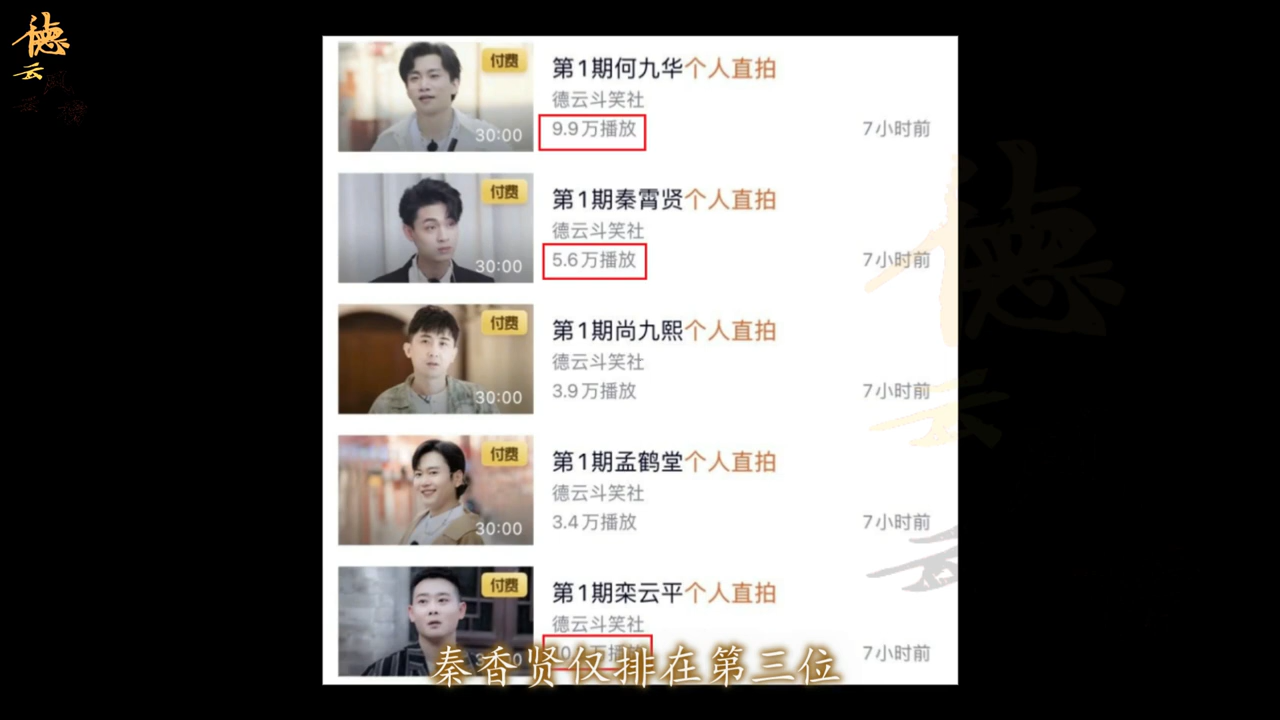 德
云
付费
30:00
第1期何九华个人直拍
德云斗笑社
9.9万播放
7小时前
付费
30:00
第1期秦霄贤个人直拍
德云斗笑社
5.6万播放
7小时前
付费
30:00
第1期尚九熙个人直拍
德云斗笑社
3.9万播放
7小时前
付费
30:00
第1期孟鹤堂个人直拍
德云斗笑社
3.4万播放
7小时前
付费
第1期栾云平个人直拍
德云斗笑社
7小时前
秦香贤仅排在第三位
德
云
云